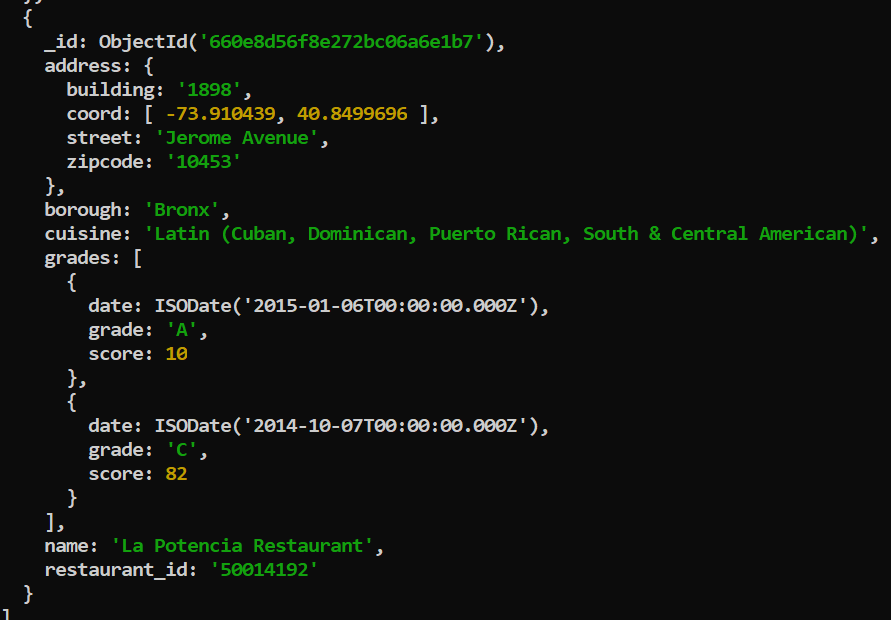 {
_id: ObjectId('660e8d56f8e272bc06a6e1b7'),
address: {
building: '1898',
coord: [ -73.910439, 40.8499696 ],
street: 'Jerome Avenue',
zipcode: '10453'
},
borough: 'Bronx',
cuisine: 'Latin (Cuban, Dominican, Puerto Rican, South & Central American)',
grades: [
{
date: ISODate('2015-01-06T00:00:00.000Z'),
grade: 'A',
score: 10
},
{
date: ISODate('2014-10-07T00:00:00.000Z'),
grade: 'C',
score: 82
}
],
name: 'La Potencia Restaurant',
restaurant_id: '50014192'
}
]